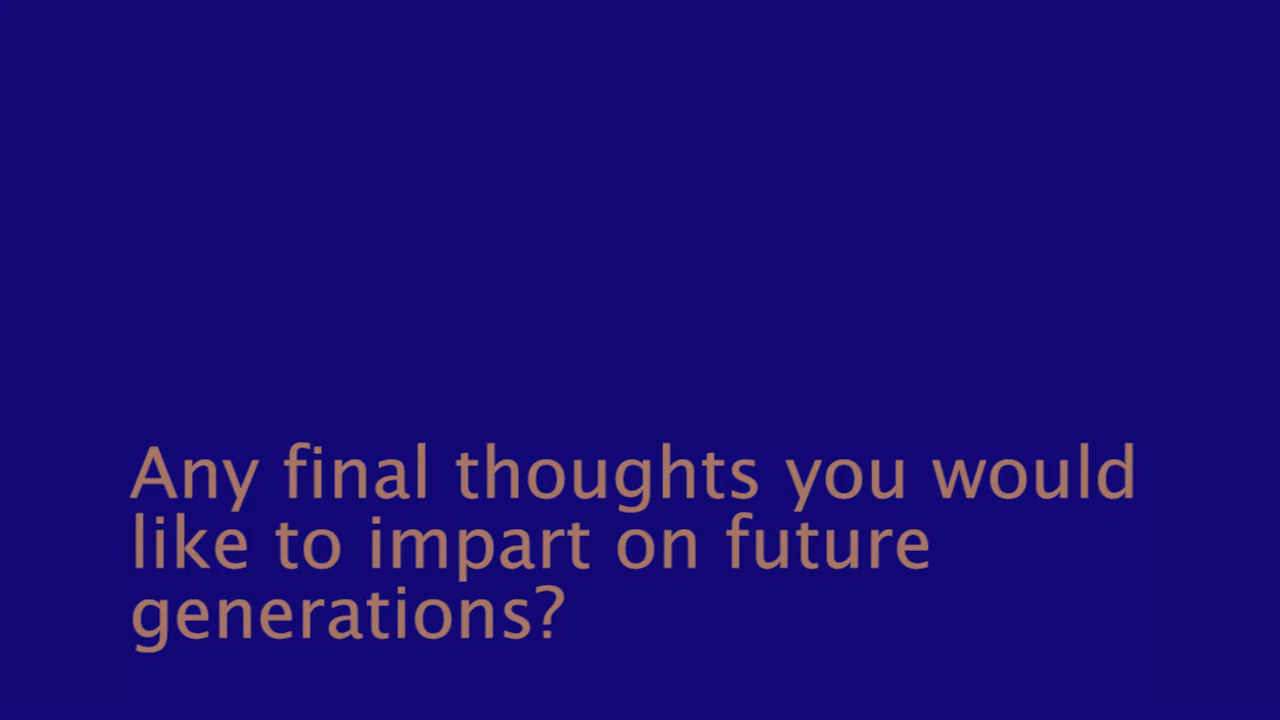 Any final thoughts you would
like to impart on future
generations?